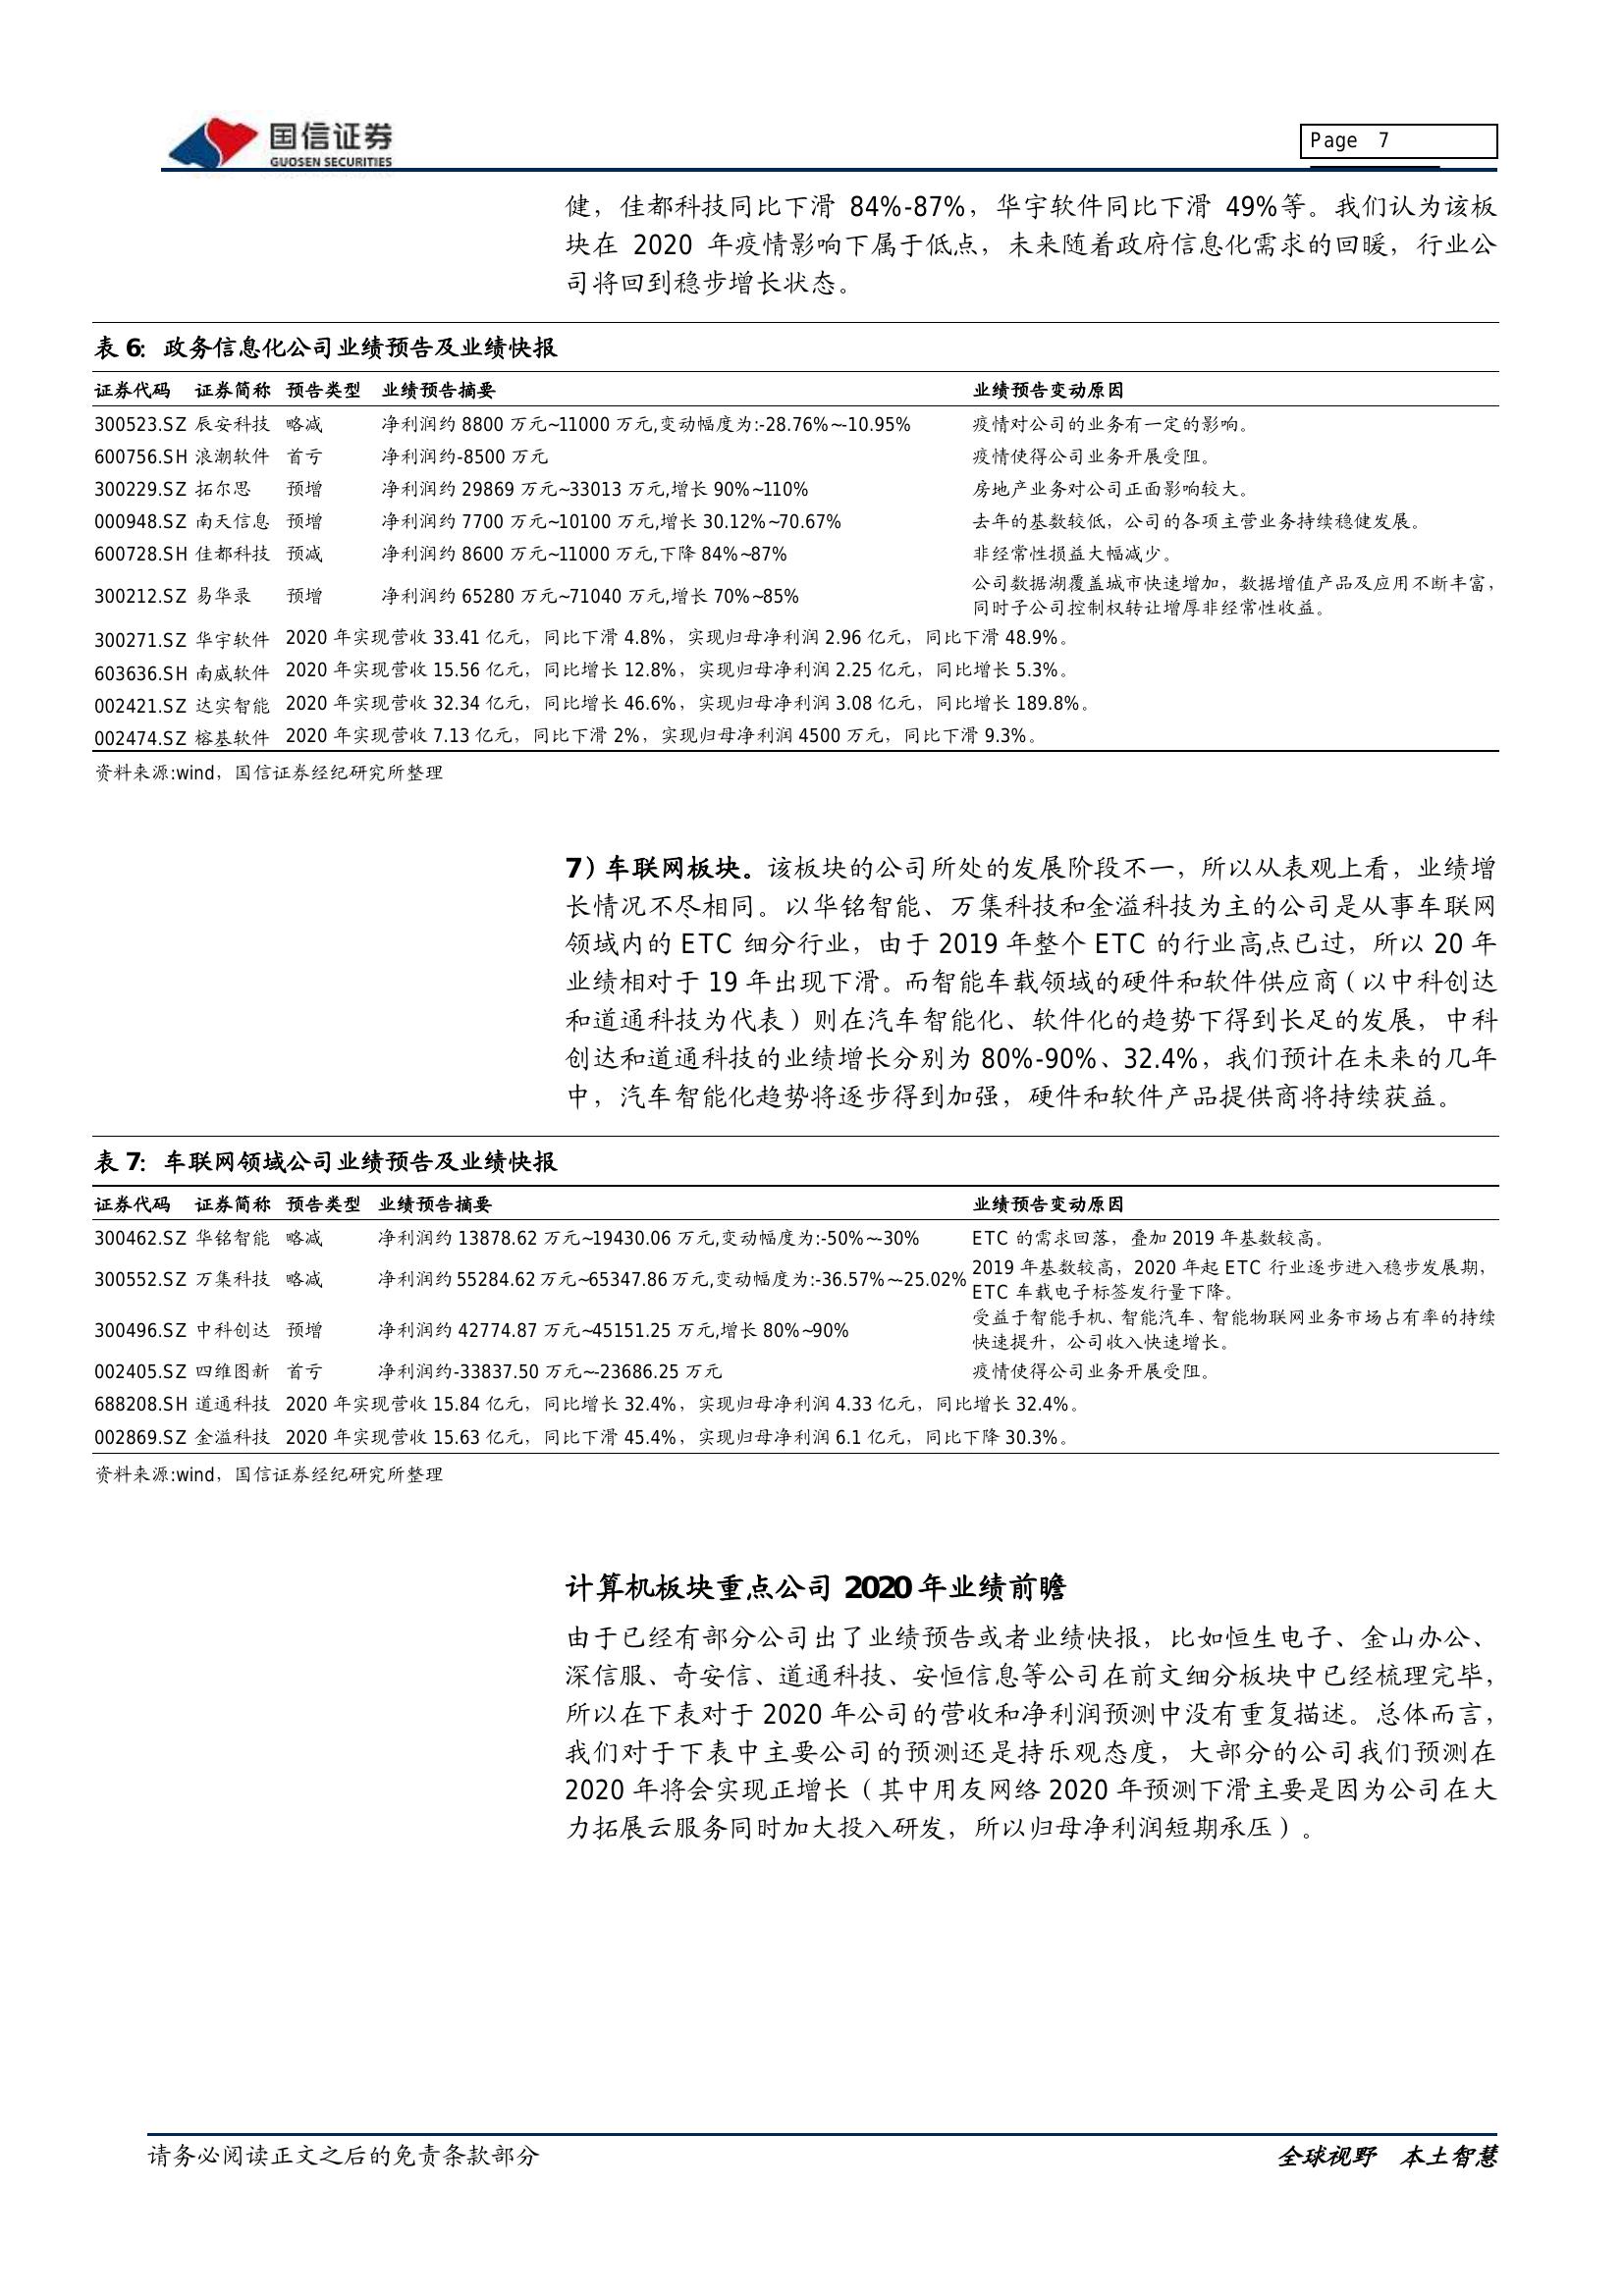 国信证券
GUOSEN SECURITIES
Page 7
健，佳都科技同比下滑 84%-87%，华宇软件同比下滑 49%等。我们认为该板
块在 2020 年疫情影响下属于低点，未来随着政府信息化需求的回暖，行业公
司将回到稳步增长状态。
表 6：政务信息化公司业绩预告及业绩快报
证券代码 证券简称 预告类型 业绩预告摘要 业绩预告变动原因
300523.SZ 辰安科技 略减 净利润约 8800 万元~11000 万元,变动幅度为:-28.76%~-10.95% 疫情对公司的业务有一定的影响。
600756.SH 浪潮软件 首亏 净利润约-8500 万元 疫情使得公司业务开展受阻。
300229.SZ 拓尔思 预增 净利润约 29869 万元~33013 万元,增长 90%~110% 房地产业务对公司正面影响较大。
000948.SZ 南天信息 预增 净利润约 7700 万元~10100 万元,增长 30.12%~70.67% 去年的基数较低，公司的各项主营业务持续稳健发展。
600728.SH 佳都科技 预减 净利润约 8600 万元~11000 万元,下降 84%~87% 非经常性损益大幅减少。
300212.SZ 易华录 预增 净利润约 65280 万元~71040 万元,增长 70%~85% 公司数据湖覆盖城市快速增加，数据增值产品及应用不断丰富，
同时子公司控制权转让增厚非经常性收益。
300271.SZ 华宇软件 2020 年实现营收 33.41 亿元，同比下滑 4.8%，实现归母净利润 2.96 亿元，同比下滑 48.9%。
603636.SH 南威软件 2020 年实现营收 15.56 亿元，同比增长 12.8%，实现归母净利润 2.25 亿元，同比增长 5.3%。
002421.SZ 达实智能 2020 年实现营收 32.34 亿元，同比增长 46.6%，实现归母净利润 3.08 亿元，同比增长 189.8%。
002474.SZ 榕基软件 2020 年实现营收 7.13 亿元，同比下滑 2%，实现归母净利润 4500 万元，同比下滑 9.3%。
资料来源:wind，国信证券经纪研究所整理
7）车联网板块。该板块的公司所处的发展阶段不一，所以从表观上看，业绩增
长情况不尽相同。以华铭智能、万集科技和金溢科技为主的公司是从事车联网
领域内的 ETC 细分行业，由于 2019 年整个 ETC 的行业高点已过，所以 20 年
业绩相对于 19 年出现下滑。而智能车载领域的硬件和软件供应商（以中科创达
和道通科技为代表）则在汽车智能化、软件化的趋势下得到长足的发展，中科
创达和道通科技的业绩增长分别为 80%-90%、32.4%，我们预计在未来的几年
中，汽车智能化趋势将逐步得到加强，硬件和软件产品提供商将持续获益。
表 7：车联网领域公司业绩预告及业绩快报
证券代码 证券简称 预告类型 业绩预告摘要 业绩预告变动原因
300462.SZ 华铭智能 略减 净利润约 13878.62 万元~19430.06 万元,变动幅度为:-50%~-30% ETC 的需求回落，叠加 2019 年基数较高。
300552.SZ 万集科技 略减 净利润约 55284.62 万元~65347.86 万元,变动幅度为:-36.57%~-25.02% 2019 年基数较高，2020 年起 ETC 行业逐步进入稳步发展期，
ETC 车载电子标签发行量下降。
300496.SZ 中科创达 预增 净利润约 42774.87 万元~45151.25 万元,增长 80%~90% 受益于智能手机、智能汽车、智能物联网业务市场占有率的持续
快速提升，公司收入快速增长。
002405.SZ 四维图新 首亏 净利润约-33837.50 万元~-23686.25 万元 疫情使得公司业务开展受阻。
688208.SH 道通科技 2020 年实现营收 15.84 亿元，同比增长 32.4%，实现归母净利润 4.33 亿元，同比增长 32.4%。
002869.SZ 金溢科技 2020 年实现营收 15.63 亿元，同比下滑 45.4%，实现归母净利润 6.1 亿元，同比下降 30.3%。
资料来源:wind，国信证券经纪研究所整理
计算机板块重点公司 2020 年业绩前瞻
由于已经有部分公司出了业绩预告或者业绩快报，比如恒生电子、金山办公、
深信服、奇安信、道通科技、安恒信息等公司在前文细分板块中已经梳理完毕，
所以在下表对于 2020 年公司的营收和净利润预测中没有重复描述。总体而言，
我们对于下表中主要公司的预测还是持乐观态度，大部分的公司我们预测在
2020 年将会实现正增长（其中用友网络 2020 年预测下滑主要是因为公司在大
力拓展云服务同时加大投入研发，所以归母净利润短期承压）。
请务必阅读正文之后的免责条款部分
全球视野 本土智慧